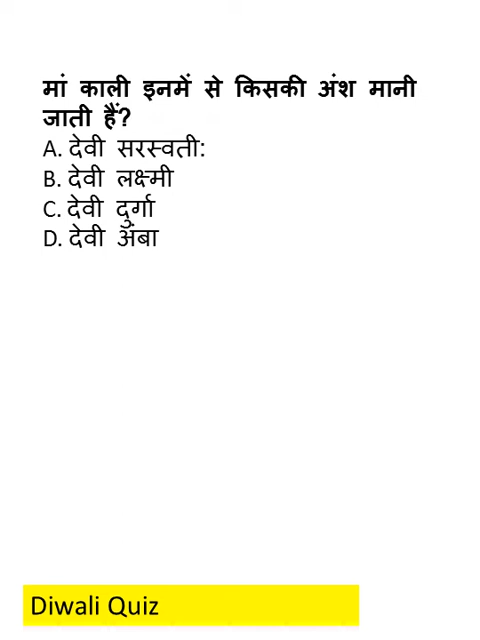 मां काली इनमें से किसकी अंश मानी
जाती हैं?
A. देवी सरस्वती:
B. देवी लक्ष्मी
C. देवी दुर्गा
D. देवी अंबा
Diwali Quiz